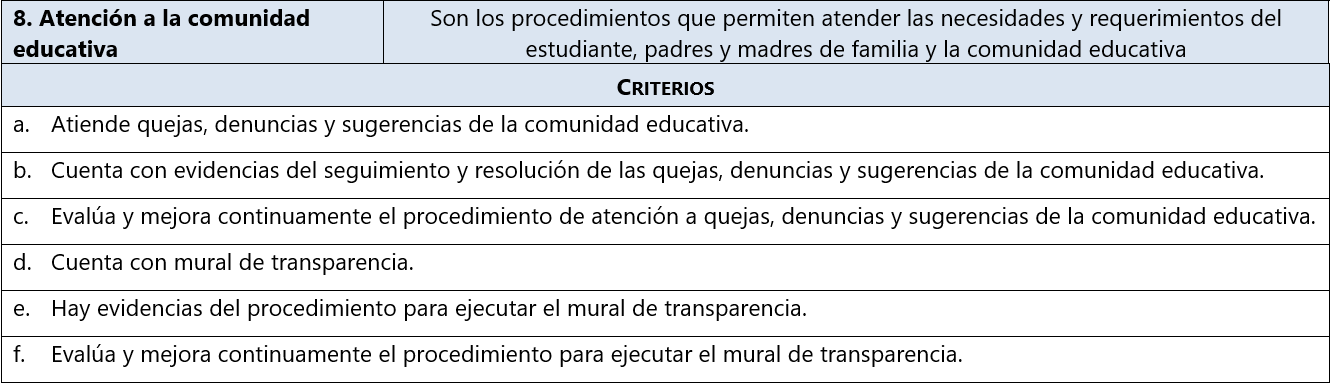 8. Atención a la comunidad
educativa
Son los procedimientos que permiten atender las necesidades y requerimientos del
estudiante, padres y madres de familia y la comunidad educativa
CRITERIOS
a. Atiende quejas, denuncias y sugerencias de la comunidad educativa.
b. Cuenta con evidencias del seguimiento y resolución de las quejas, denuncias y sugerencias de la comunidad educativa.
c. Evalúa y mejora continuamente el procedimiento de atención a quejas, denuncias y sugerencias de la comunidad educativa.
d. Cuenta con mural de transparencia.
e. Hay evidencias del procedimiento para ejecutar el mural de transparencia.
f. Evalúa y mejora continuamente el procedimiento para ejecutar el mural de transparencia.